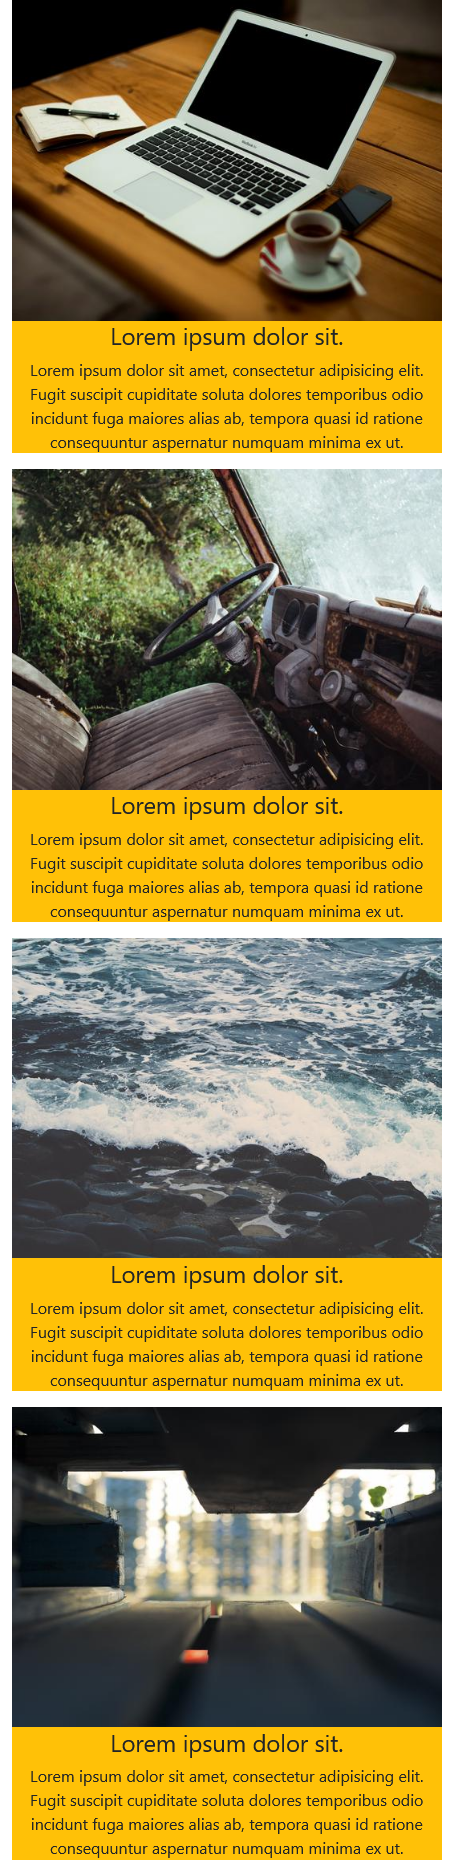 Lorem ipsum dolor sit.
Lorem ipsum dolor sit amet, consectetur adipisicing elit.
Fugit suscipit cupiditate soluta dolores temporibus odio
incidunt fuga maiores alias ab, tempora quasi id ratione
consequuntur aspernatur numquam minima ex ut.
Lorem ipsum dolor sit.
Lorem ipsum dolor sit amet, consectetur adipisicing elit.
Fugit suscipit cupiditate soluta dolores temporibus odio
incidunt fuga maiores alias ab, tempora quasi id ratione
consequuntur aspernatur numquam minima ex ut.
Lorem ipsum dolor sit.
Lorem ipsum dolor sit amet, consectetur adipisicing elit.
Fugit suscipit cupiditate soluta dolores temporibus odio
incidunt fuga maiores alias ab, tempora quasi id ratione
consequuntur aspernatur numquam minima ex ut.
Lorem ipsum dolor sit.
Lorem ipsum dolor sit amet, consectetur adipisicing elit.
Fugit suscipit cupiditate soluta dolores temporibus odio
incidunt fuga maiores alias ab, tempora quasi id ratione
consequuntur aspernatur numquam minima ex ut.